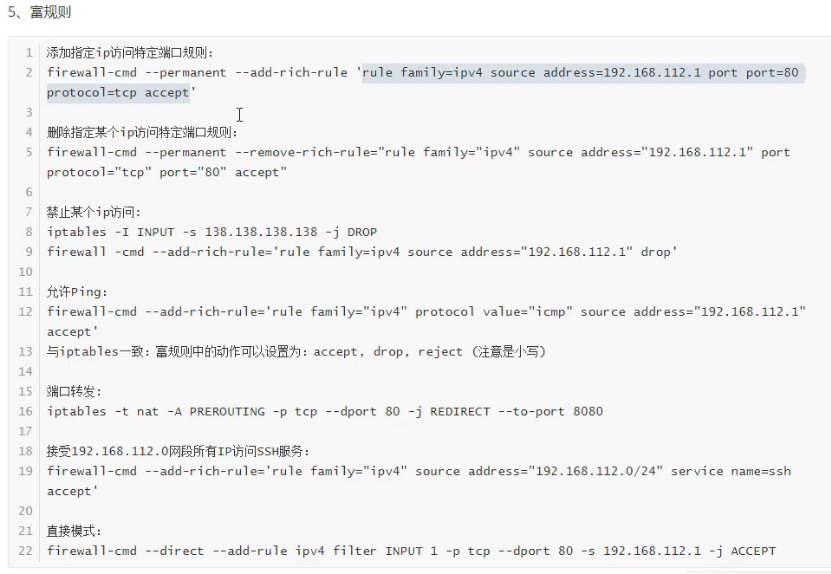 5、富规则
1 添加指定ip访问特定端口规则:
2 firewall-cmd --permanent --add-rich-rule 'rule family=ipv4 source address=192.168.112.1 port port=80
protocol=tcp accept'
3
4 删除指定某个ip访问特定端口规则:
5 firewall-cmd --permanent --remove-rich-rule="rule family="ipv4" source address="192.168.112.1" port
protocol="tcp" port="80" accept"
6
7 禁止某个ip访问:
8 iptables -I INPUT -s 138.138.138.138 -j DROP
9 firewall -cmd --add-rich-rule='rule family=ipv4 source address="192.168.112.1" drop'
10
11 允许Ping:
12 firewall-cmd --add-rich-rule='rule family="ipv4" protocol value="icmp" source address="192.168.112.1"
accept'
13 与iptables一致：富规则中的动作可以设置为：accept, drop, reject (注意是小写)
14
15 端口转发:
16 iptables -t nat -A PREROUTING -p tcp --dport 80 -j REDIRECT --to-port 8080
17
18 接受192.168.112.0网段所有IP访问SSH服务:
19 firewall-cmd --add-rich-rule='rule family="ipv4" source address="192.168.112.0/24" service name=ssh
accept'
20
21 直接模式:
22 firewall-cmd --direct --add-rule ipv4 filter INPUT 1 -p tcp --dport 80 -s 192.168.112.1 -j ACCEPT